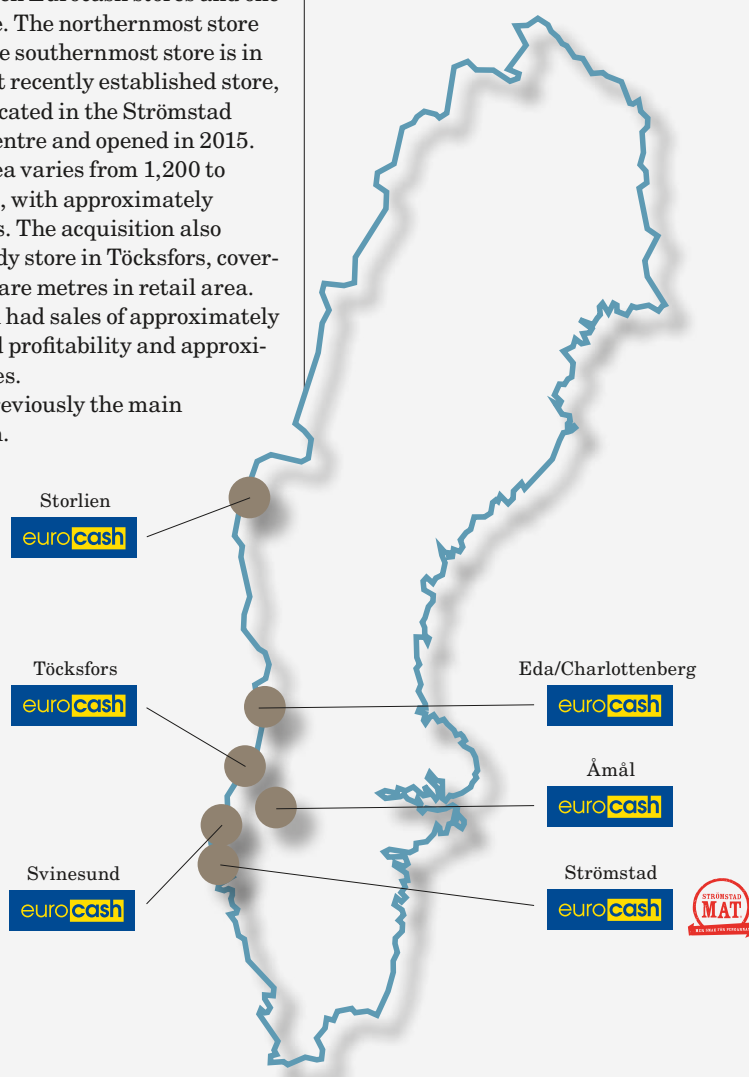 e. The northernmost store
e southernmost store is in
t recently established store,
cated in the Strömstad
entre and opened in 2015.
ea varies from 1,200 to
, with approximately
s. The acquisition also
dy store in Töcksfors, cover-
are metres in retail area.
had sales of approximately
l profitability and approxi-
es.
reviously the main
n.
Storlien
eurocash
Töcksfors
eurocash
Eda/Charlottenberg
eurocash
Åmål
eurocash
Svinesund
eurocash
Strömstad
eurocash
STRÖMSTAD
MAT